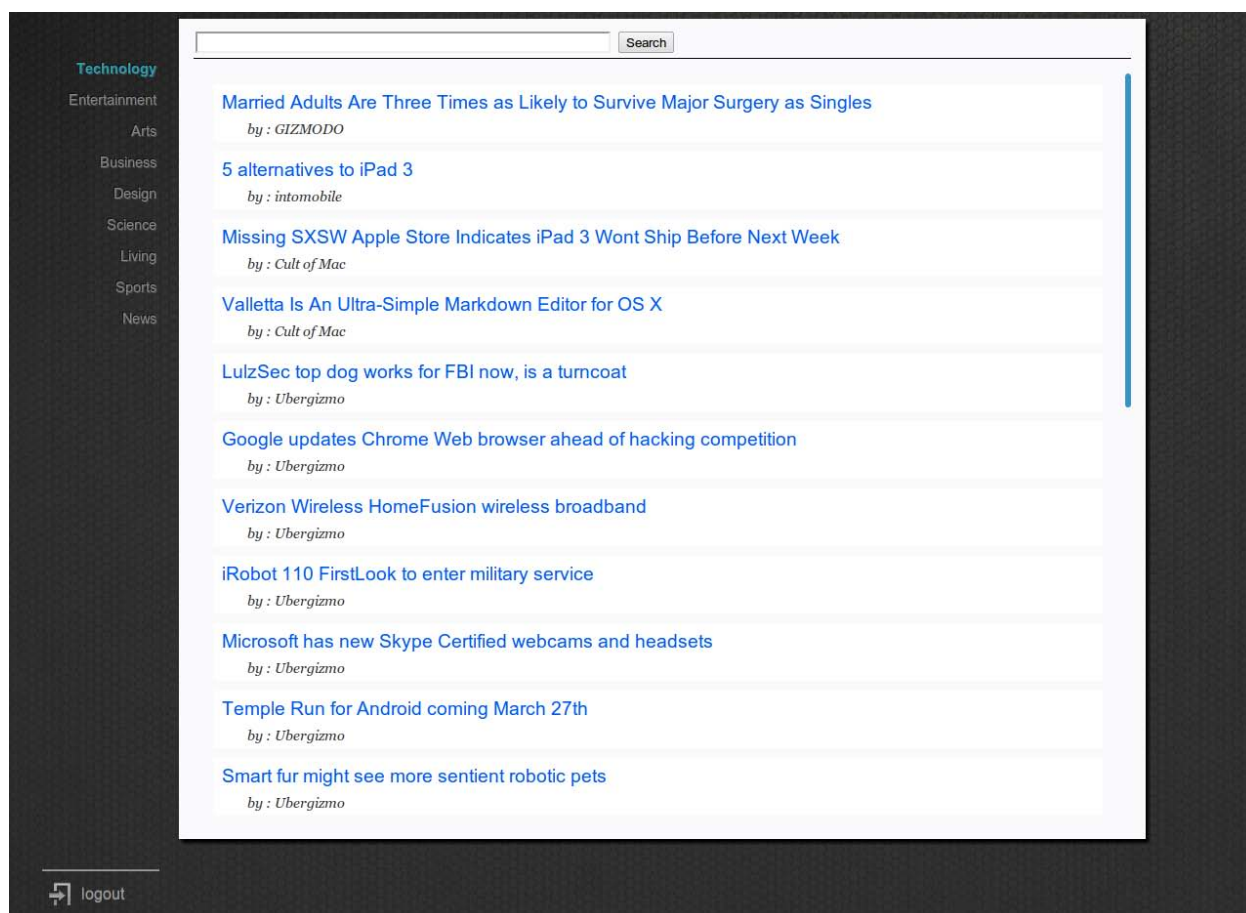 Search
Technology
Entertainment
Arts
Business
Design
Science
Living
Sports
News
Married Adults Are Three Times as Likely to Survive Major Surgery as Singles
by : GIZMODO
5 alternatives to iPad 3
by : intomobile
Missing SXSW Apple Store Indicates iPad 3 Wont Ship Before Next Week
by : Cult of Mac
Valletta Is An Ultra-Simple Markdown Editor for OS X
by : Cult of Mac
LulzSec top dog works for FBI now, is a turncoat
by : Ubergizmo
Google updates Chrome Web browser ahead of hacking competition
by : Ubergizmo
Verizon Wireless HomeFusion wireless broadband
by : Ubergizmo
iRobot 110 FirstLook to enter military service
by : Ubergizmo
Microsoft has new Skype Certified webcams and headsets
by : Ubergizmo
Temple Run for Android coming March 27th
by : Ubergizmo
Smart fur might see more sentient robotic pets
by : Ubergizmo
logout